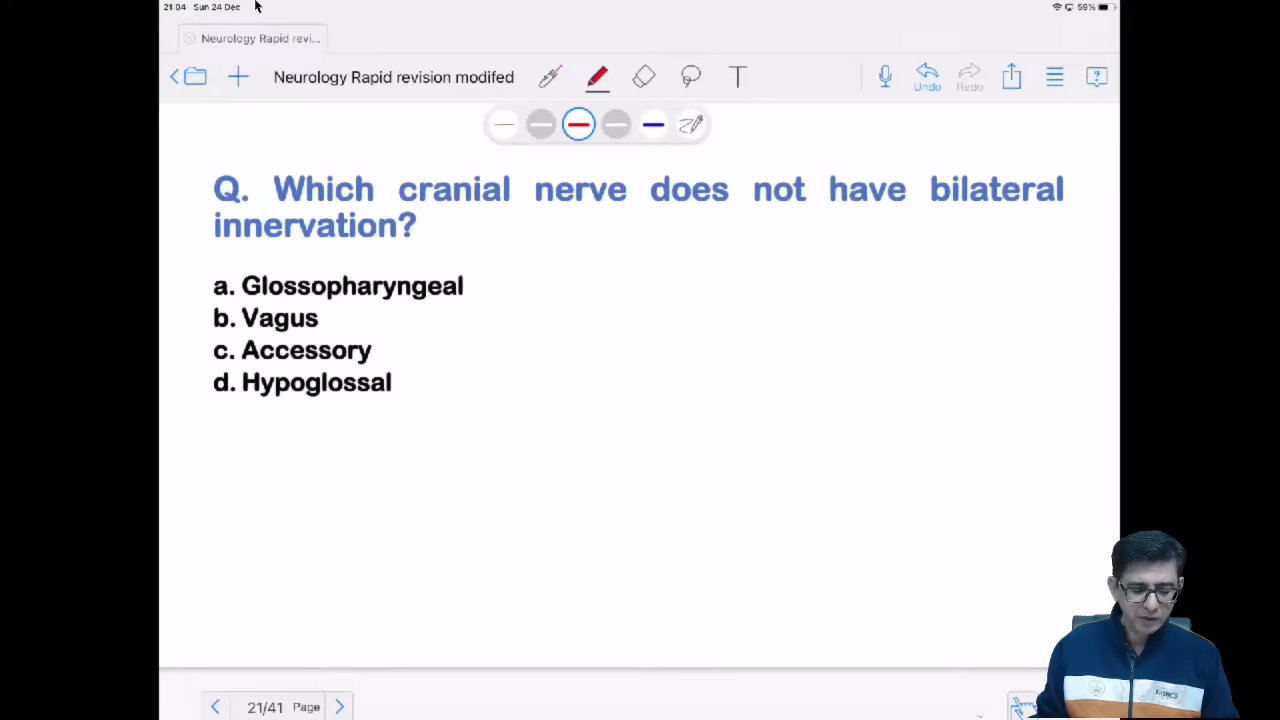 21:04 Sun 24 Dec
59%
Neurology Rapid revi...
Neurology Rapid revision modifed
T
Undo
Redo
?
Q. Which cranial nerve does not have bilateral
innervation?
a. Glossopharyngeal
b. Vagus
c. Accessory
d. Hypoglossal
21/41 Page